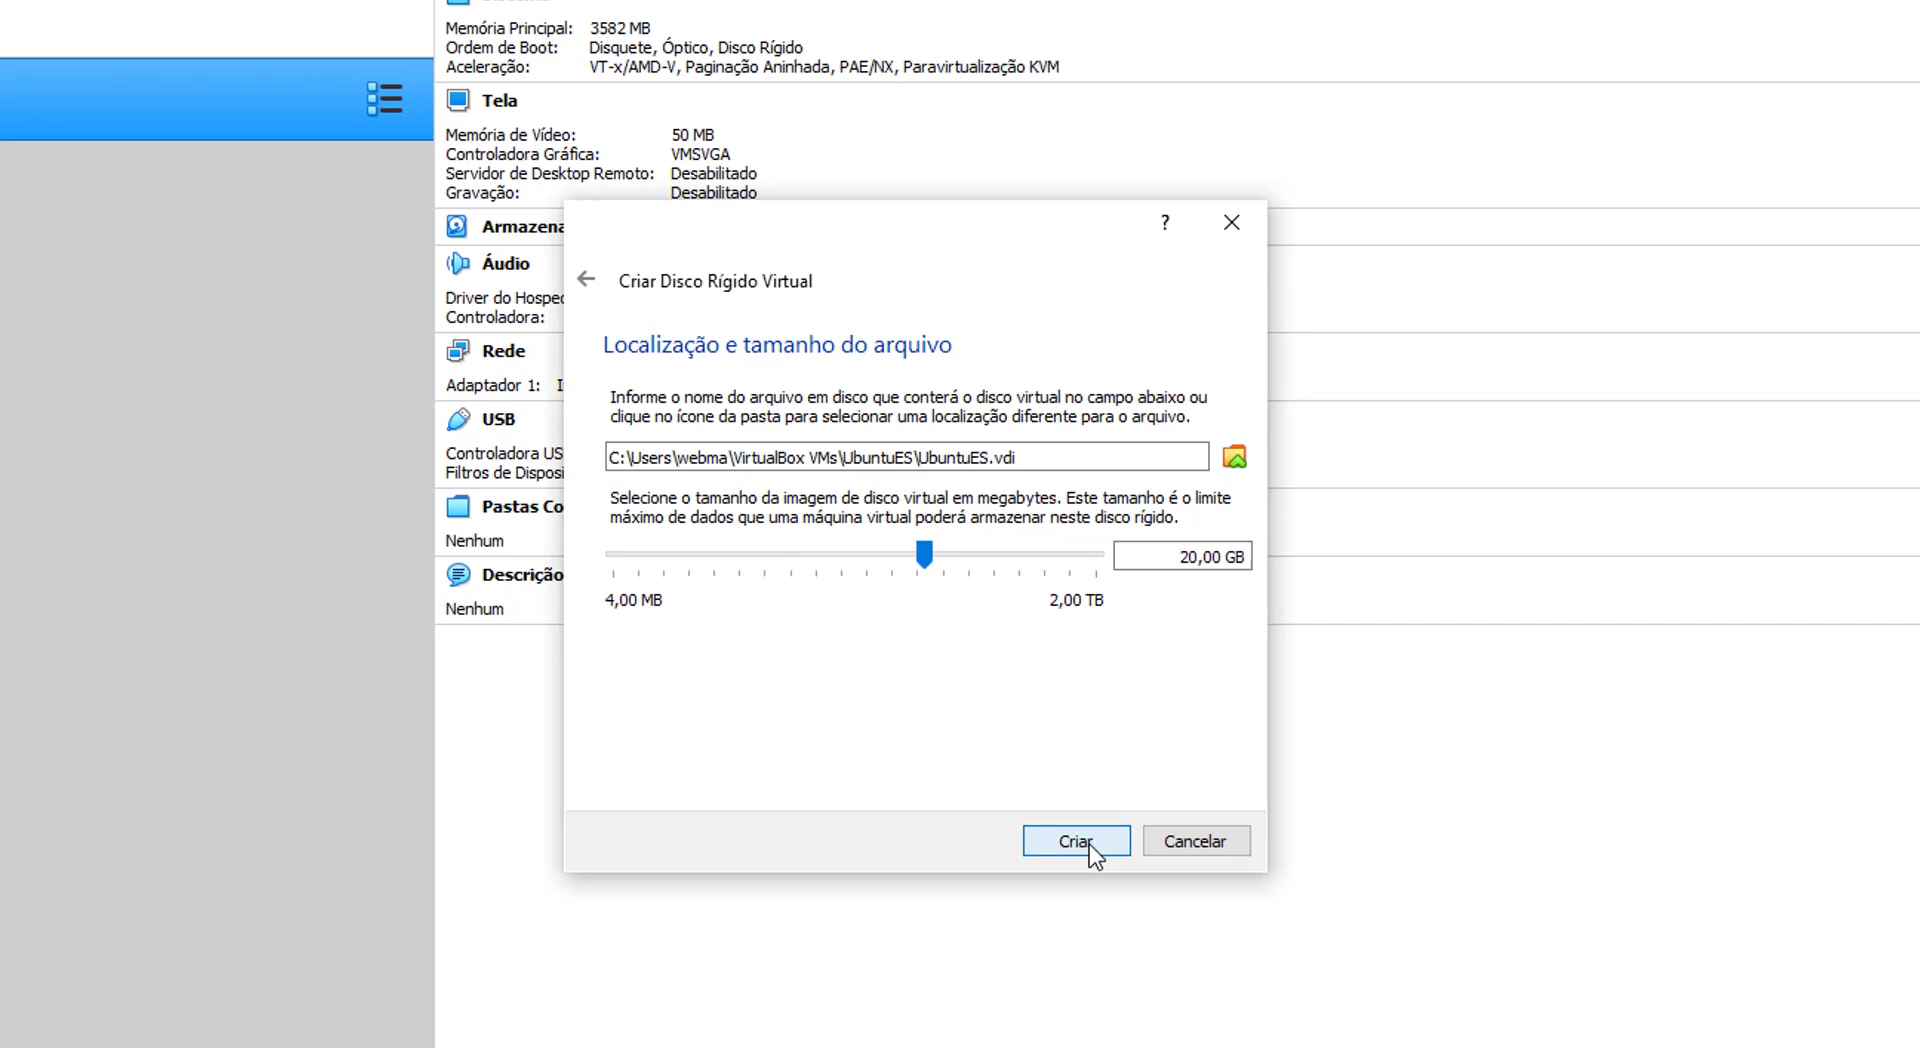 Memória Principal: 3582 MB
Ordem de Boot: Disquete, Óptico, Disco Rígido
Aceleração: VT-x/AMD-V, Paginação Aninhada, PAE/NX, Paravirtualização KVM
Tela
Memória de Vídeo: 50 MB
Controladora Gráfica: VMSVGA
Servidor de Desktop Remoto: Desabilitado
Gravação: Desabilitado
Armazena
Áudio
Driver do Hosped
Controladora:
Rede
Adaptador 1:
USB
Controladora US
Filtros de Disposi
Pastas Co
Nenhum
Descrição
Nenhum
?
Criar Disco Rígido Virtual
Localização e tamanho do arquivo
Informe o nome do arquivo em disco que conterá o disco virtual no campo abaixo ou
clique no ícone da pasta para selecionar uma localização diferente para o arquivo.
C:\Users\webma\VirtualBox VMs\UbuntuES\UbuntuES.vdi
Selecione o tamanho da imagem de disco virtual em megabytes. Este tamanho é o limite
máximo de dados que uma máquina virtual poderá armazenar neste disco rígido.
20,00 GB
4,00 MB 2,00 TB
Criar Cancelar